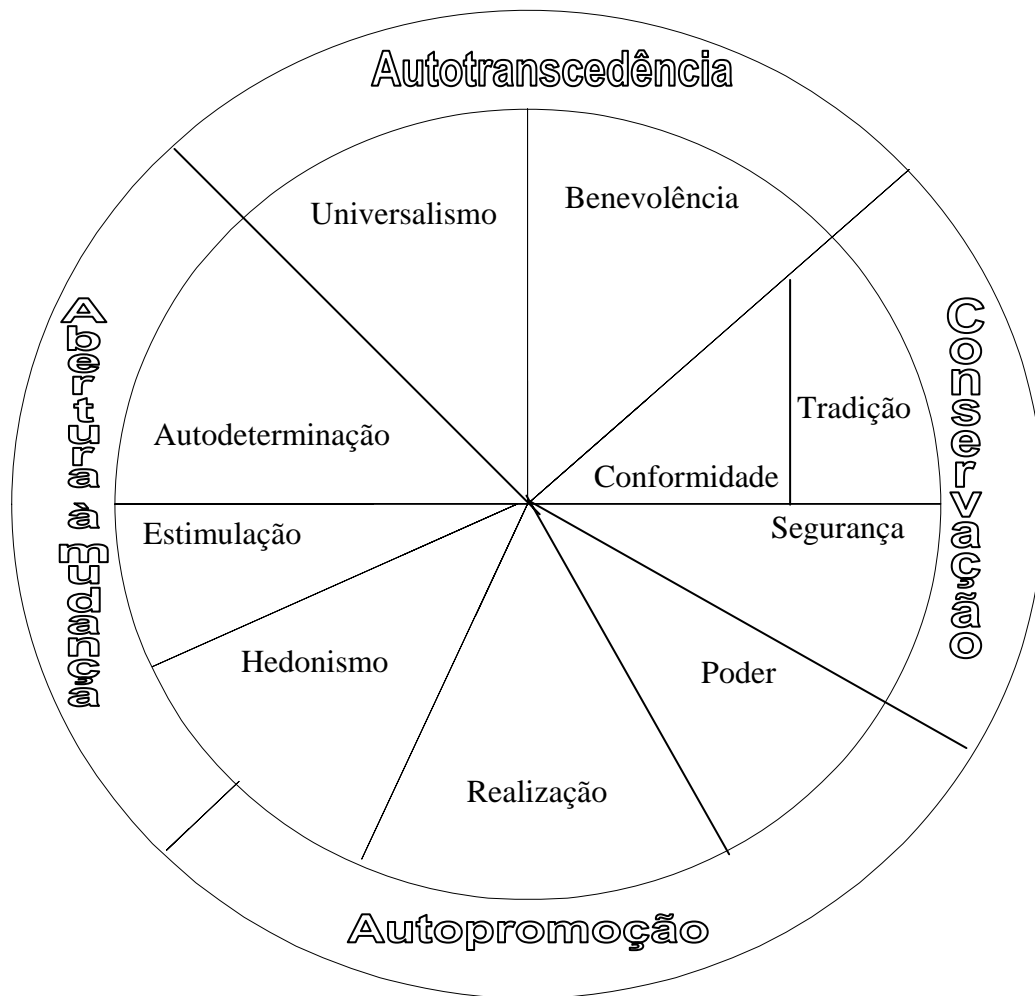 Autotranscedência
Universalismo
Benevolência
Abertura à mudança
Conservação
Tradição
Autodeterminação
Conformidade
Estimulação
Segurança
Hedonismo
Poder
Realização
Autopromoção